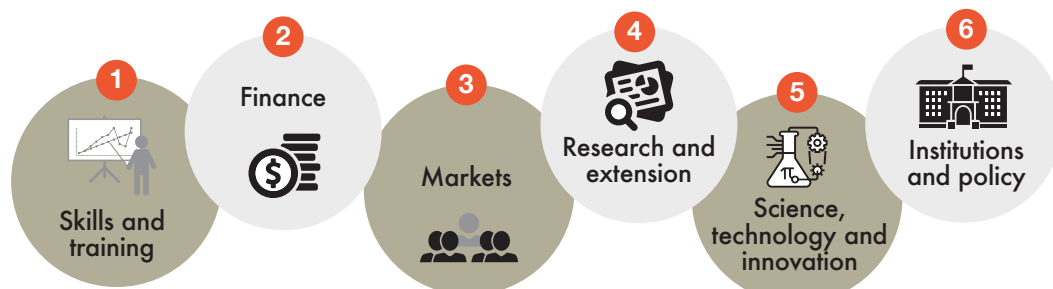 1
Skills and
training
2
Finance
$
3
Markets
4
Research and
extension
5
π
Science,
technology and
innovation
6
Institutions
and policy